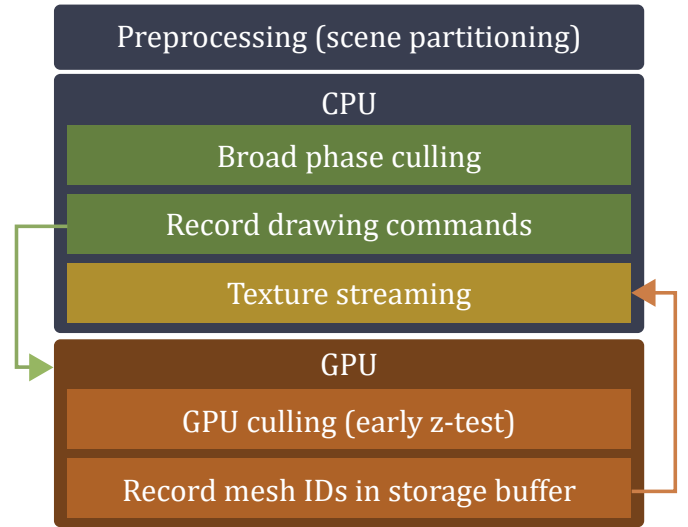 Preprocessing (scene partitioning)
CPU
Broad phase culling
Record drawing commands
Texture streaming
GPU
GPU culling (early z-test)
Record mesh IDs in storage buffer